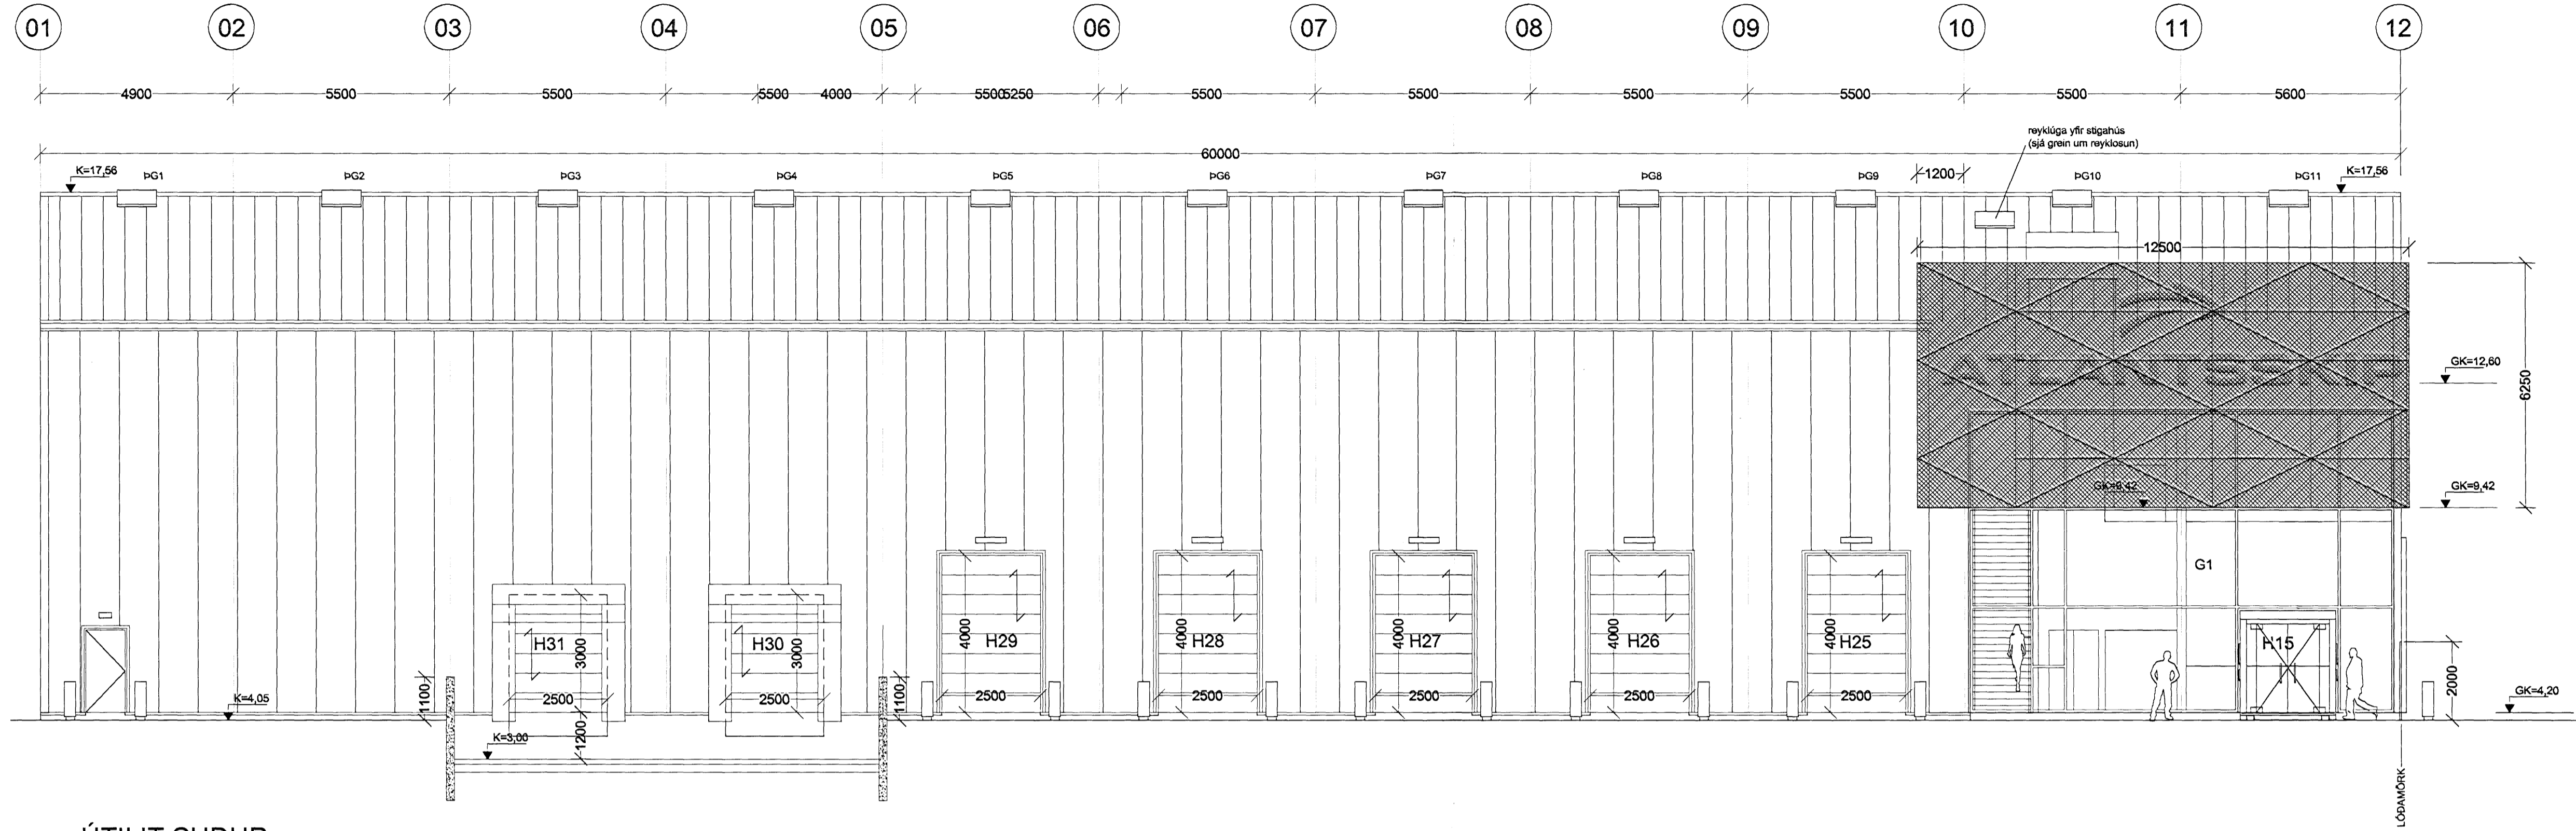 01 02 03 04 05 06 07 08 09 10 11 12
4900 5500 5500 5500 4000 5500 5250 5500 5500 5500 5500 5500 5600
reyklúga yfir stigahús
(sjá grein um reyklosun)
60000
K=17,56 ÞG1 ÞG2 ÞG3 ÞG4 ÞG5 ÞG6 ÞG7 ÞG8 ÞG9 1200 ÞG10 ÞG11 K=17,56
12500
GK=12,60
6250
GK=9,42 GK=9,42
G1
H31 3000 H30 3000 4000 H29 4000 H28 4000 H27 4000 H26 4000 H25 H15
2500 2500 2500 2500 2500 2500 2500
K=4,05 1100 1100 2000 GK=4,20
K=3,00 1200
LÓÐAMÖRK
ÚTLIT SUÐUR